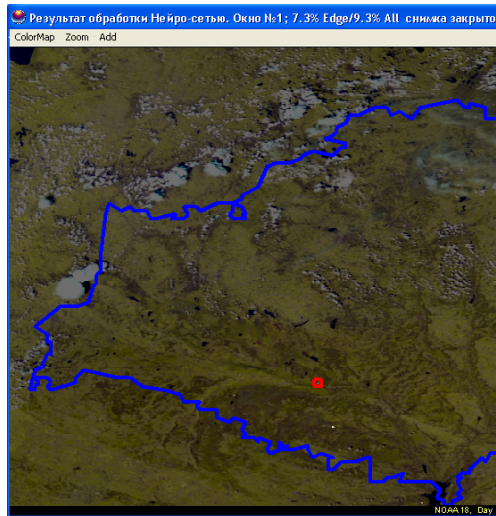 Результат обработки Нейро-сетью. Окно №1; 7.3% Edge/9.3% All снимка закрыто
ColorMap Zoom Add
NOAA 18, Day